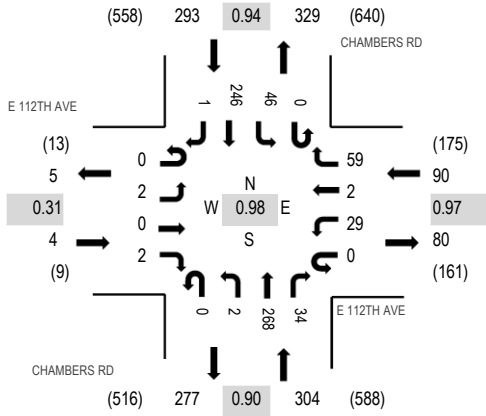 (558) 293 0.94 329 (640)
CHAMBERS RD
1 246 46 0
E 112TH AVE
(13)
5
0.31
4
(9)
0
2
0
2
N
W 0.98 E
S
59
2
29
0
(175)
90
0.97
80
(161)
0 2 268 34
E 112TH AVE
CHAMBERS RD
(516) 277 0.90 304 (588)